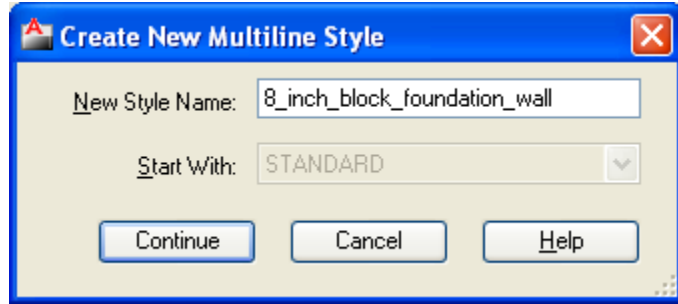 Create New Multiline Style
New Style Name: 8_inch_block_foundation_wall
Start With: STANDARD
Continue Cancel Help